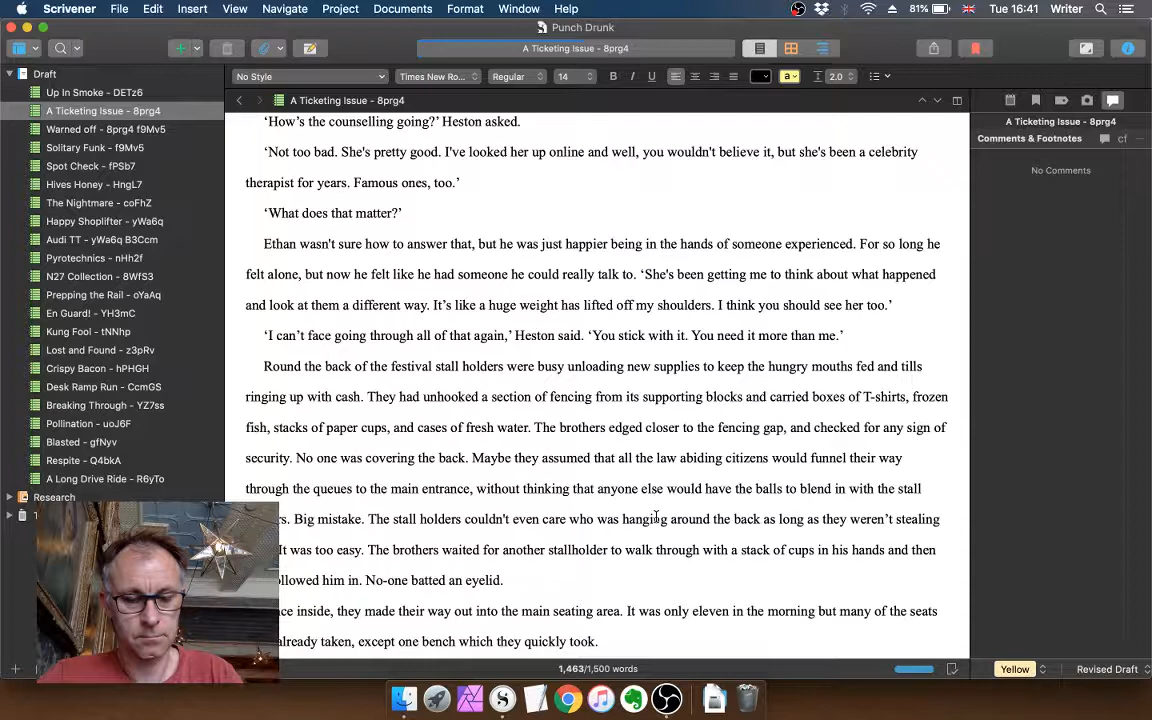 Scrivener File Edit Insert View Navigate Project Documents Format Window Help 81% Tue 16:41 Writer
Punch Drunk
A Ticketing Issue - 8prg4
No Style Times New Ro... Regular 14 B I U a 2.0
Draft
Up In Smoke - DETz6
A Ticketing Issue - 8prg4
Warned off - 8prg4 f9Mv5
Solitary Funk - f9Mv5
Spot Check - fPSb7
Hives Honey - HngL7
The Nightmare - coFhZ
Happy Shoplifter - yWa6q
Audi TT - yWa6q B3Ccm
Pyrotechnics - nHh2f
N27 Collection - 8WfS3
Prepping the Rail - oYaAq
En Guard! - YH3mC
Kung Fool - tNNhp
Lost and Found - z3pRv
Crispy Bacon - hPHGH
Desk Ramp Run - CcmGS
Breaking Through - YZ7ss
Pollination - uoJ6F
Blasted - gfNyv
Respite - Q4bkA
A Long Drive Ride - R6yTo
Research
A Ticketing Issue - 8prg4
‘How’s the counselling going?’ Heston asked.
‘Not too bad. She's pretty good. I've looked her up online and well, you wouldn't believe it, but she's been a celebrity
therapist for years. Famous ones, too.’
‘What does that matter?’
Ethan wasn't sure how to answer that, but he was just happier being in the hands of someone experienced. For so long he
felt alone, but now he felt like he had someone he could really talk to. ‘She's been getting me to think about what happened
and look at them a different way. It’s like a huge weight has lifted off my shoulders. I think you should see her too.’
‘I can’t face going through all of that again,’ Heston said. ‘You stick with it. You need it more than me.’
Round the back of the festival stall holders were busy unloading new supplies to keep the hungry mouths fed and tills
ringing up with cash. They had unhooked a section of fencing from its supporting blocks and carried boxes of T-shirts, frozen
fish, stacks of paper cups, and cases of fresh water. The brothers edged closer to the fencing gap, and checked for any sign of
security. No one was covering the back. Maybe they assumed that all the law abiding citizens would funnel their way
through the queues to the main entrance, without thinking that anyone else would have the balls to blend in with the stall
Big mistake. The stall holders couldn't even care who was hanging around the back as long as they weren’t stealing
It was too easy. The brothers waited for another stallholder to walk through with a stack of cups in his hands and then
ollowed him in. No-one batted an eyelid.
inside, they made their way out into the main seating area. It was only eleven in the morning but many of the seats
already taken, except one bench which they quickly took.
1,463/1,500 words
A Ticketing Issue - 8prg4
Comments & Footnotes cf
No Comments
Yellow Revised Draft